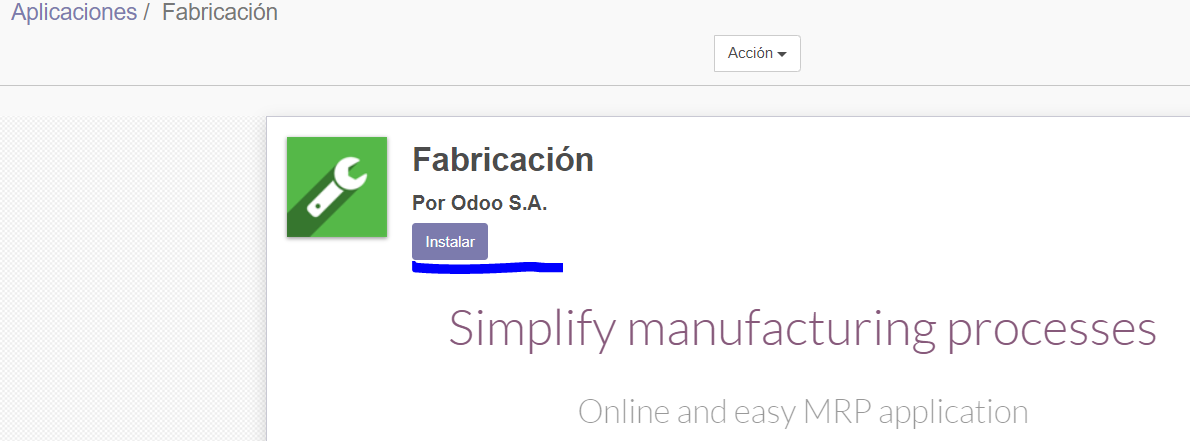 Aplicaciones / Fabricación
Acción
Fabricación
Por Odoo S.A.
Instalar
Simplify manufacturing processes
Online and easy MRP application